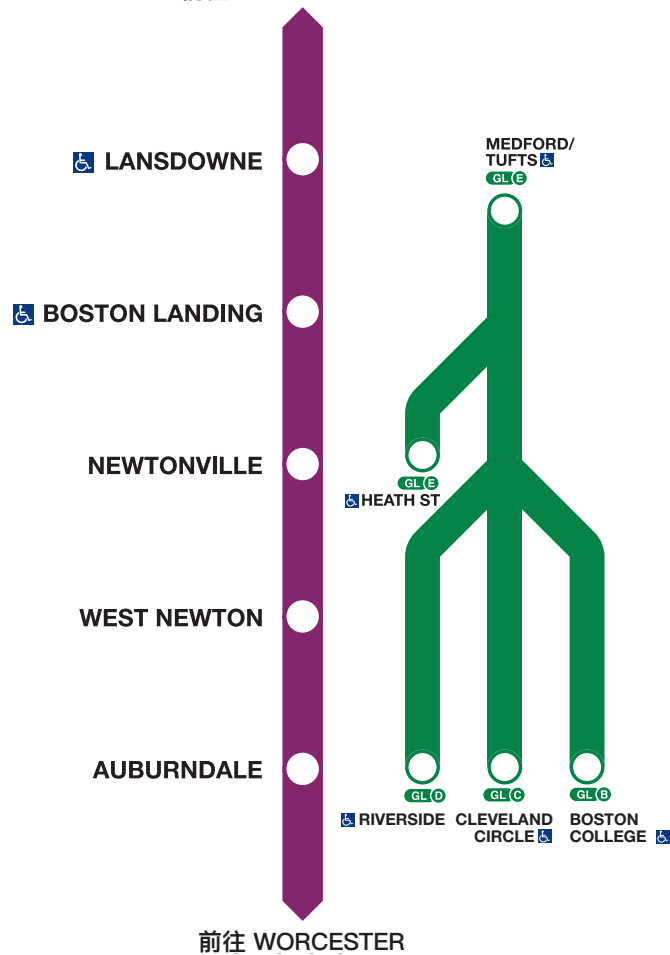 LANSDOWNE
BOSTON LANDING
NEWTONVILLE
WEST NEWTON
AUBURNDALE
前往 WORCESTER
MEDFORD/
TUFTS
GL E
GL E
HEATH ST
GL D
RIVERSIDE
GL C
CLEVELAND
CIRCLE
GL B
BOSTON
COLLEGE